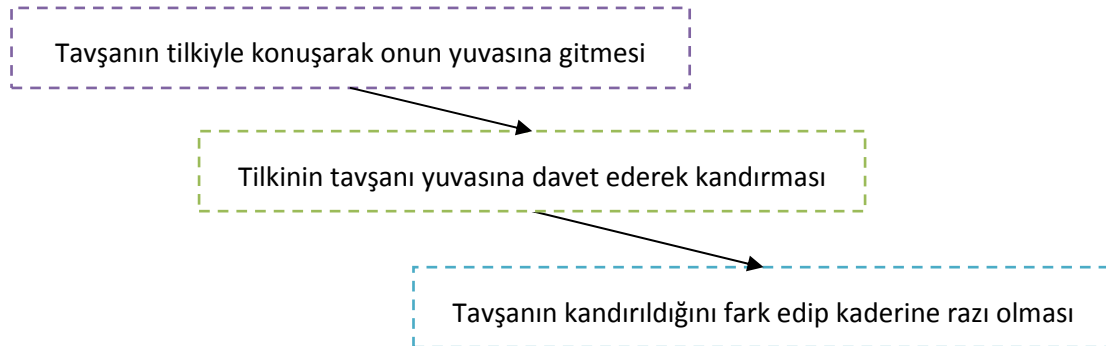 Tavşanın tilkiyle konuşarak onun yuvasına gitmesi
Tilkinin tavşanı yuvasına davet ederek kandırması
Tavşanın kandırıldığını fark edip kaderine razı olması